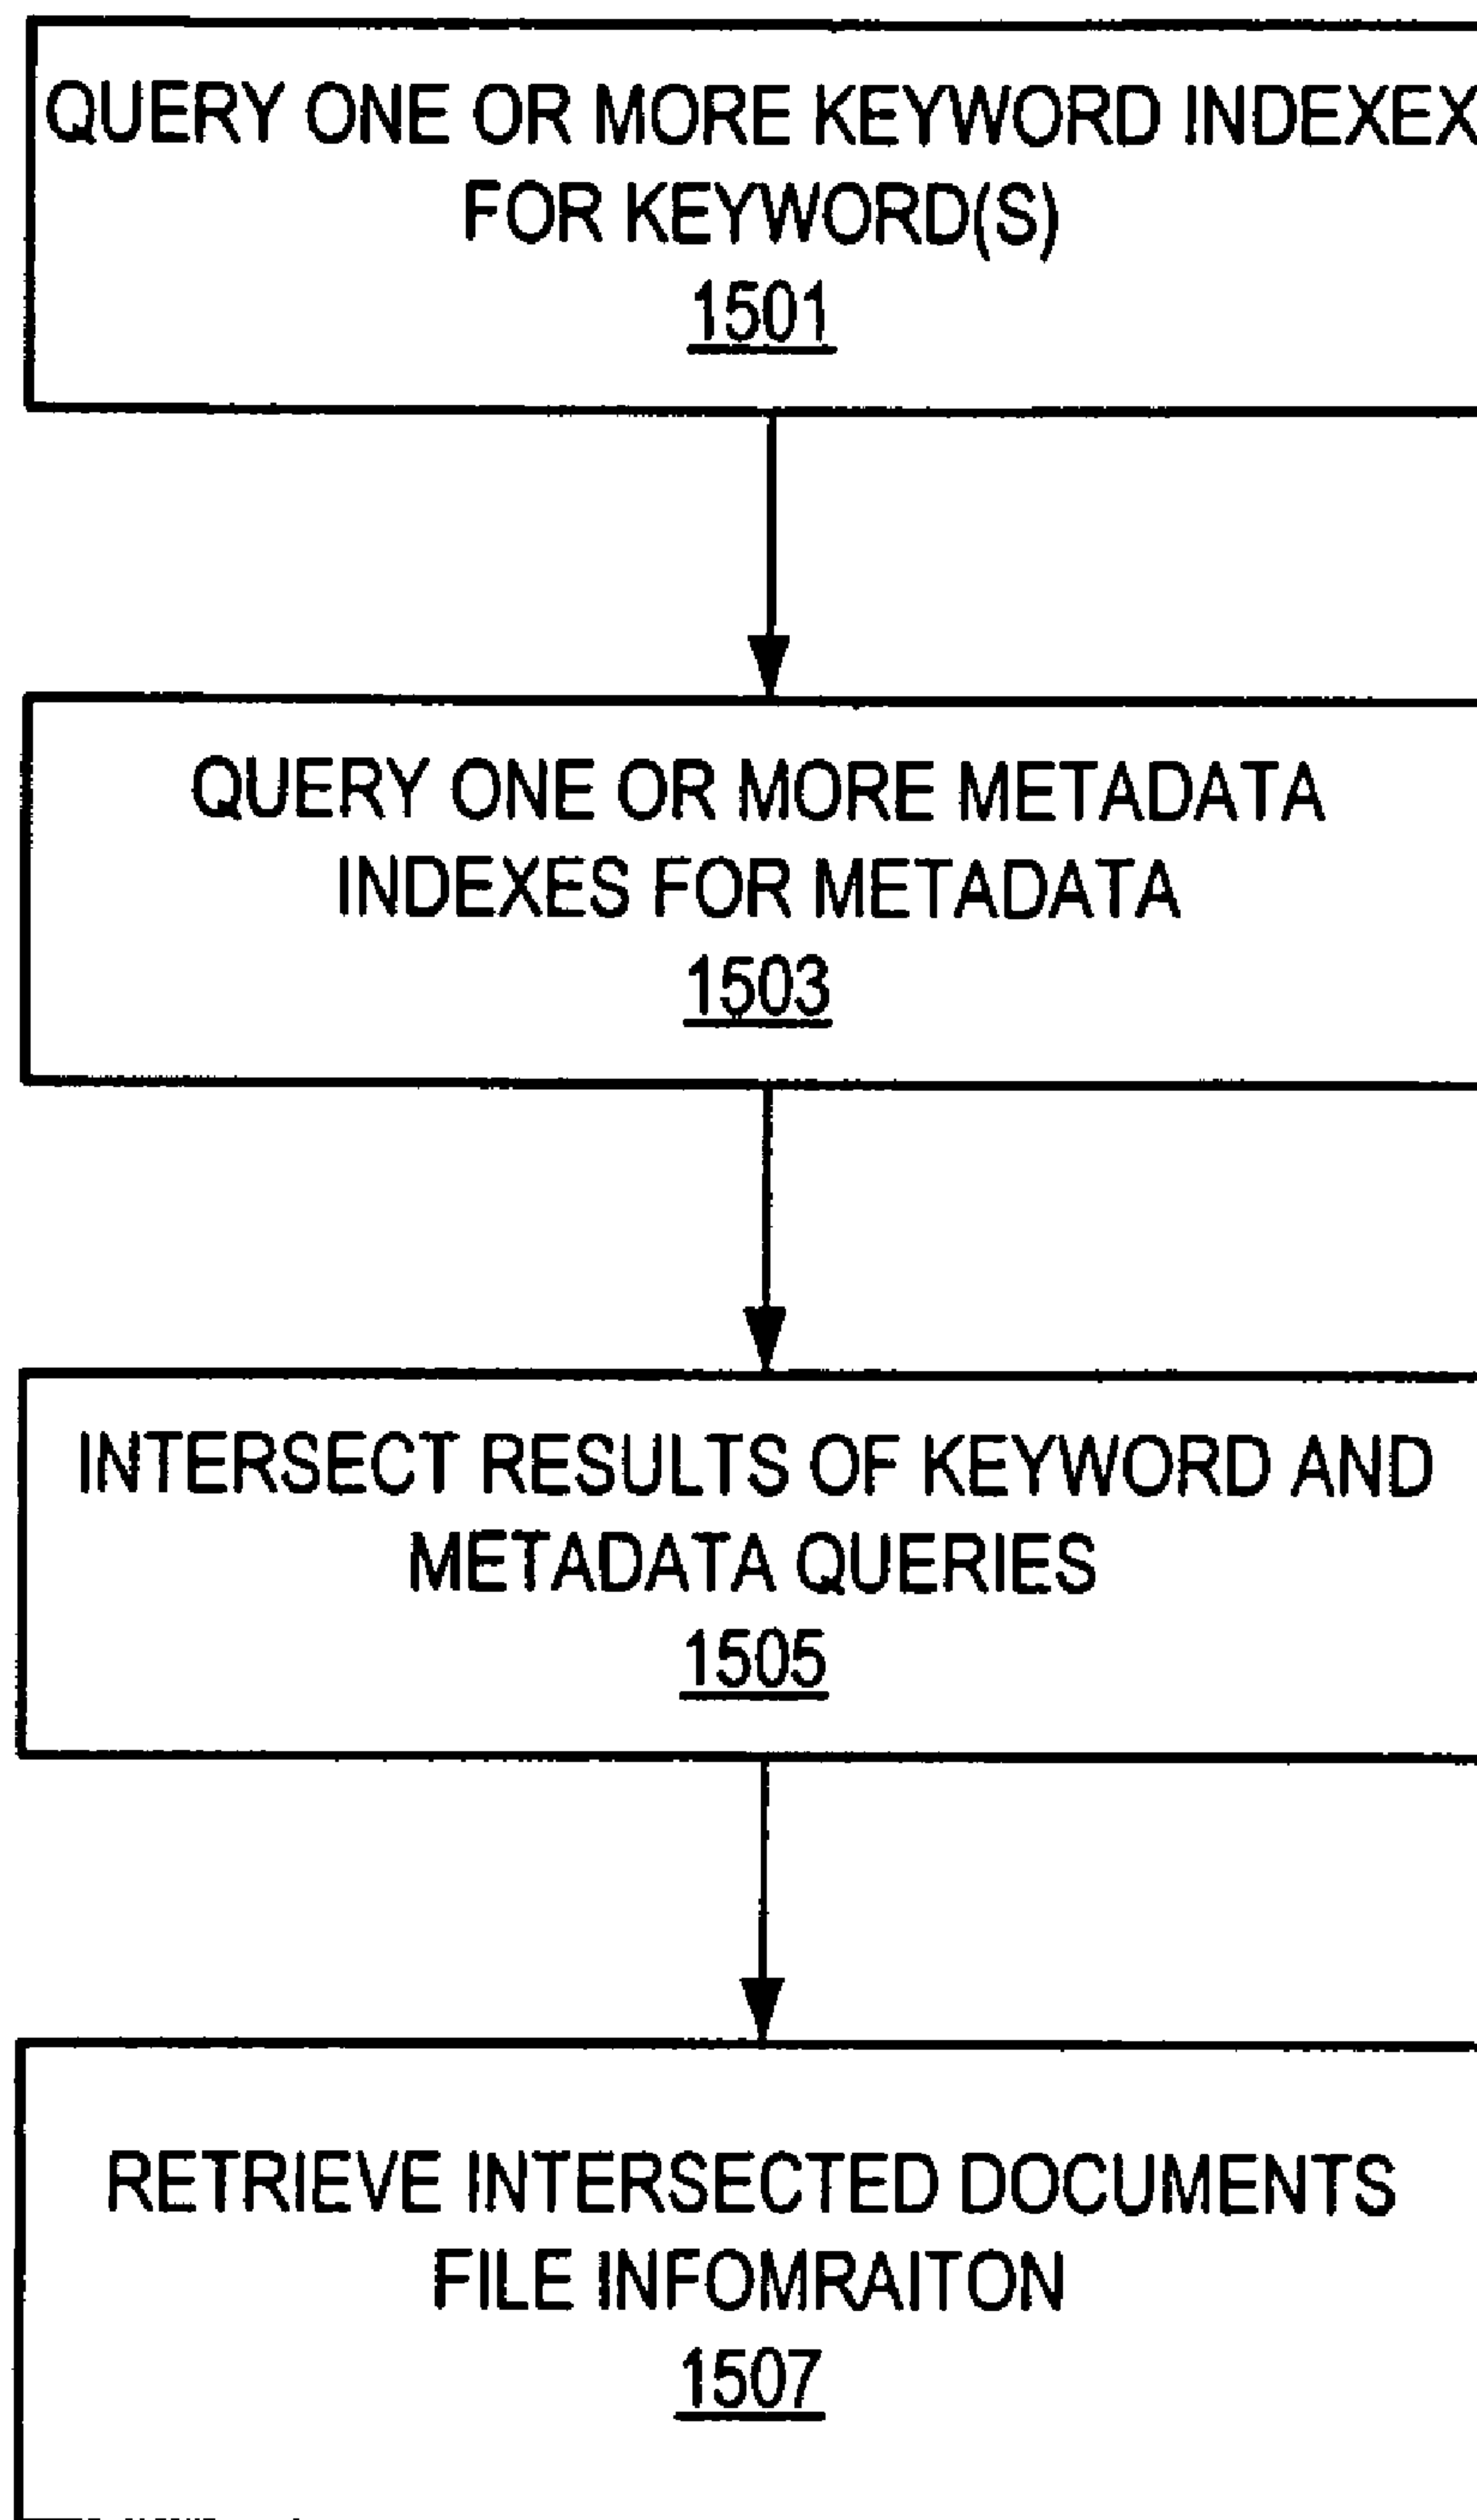 QUERY ONE OR MORE KEYWORD INDEXEX
FOR KEYWORD(S)
1501
QUERY ONE OR MORE METADATA
INDEXES FOR METADATA
1503
INTERSECT RESULTS OF KEYWORD AND
METADATA QUERIES
1505
RETRIEVE INTERSECTED DOCUMENTS
FILE INFOMRAITON
1507